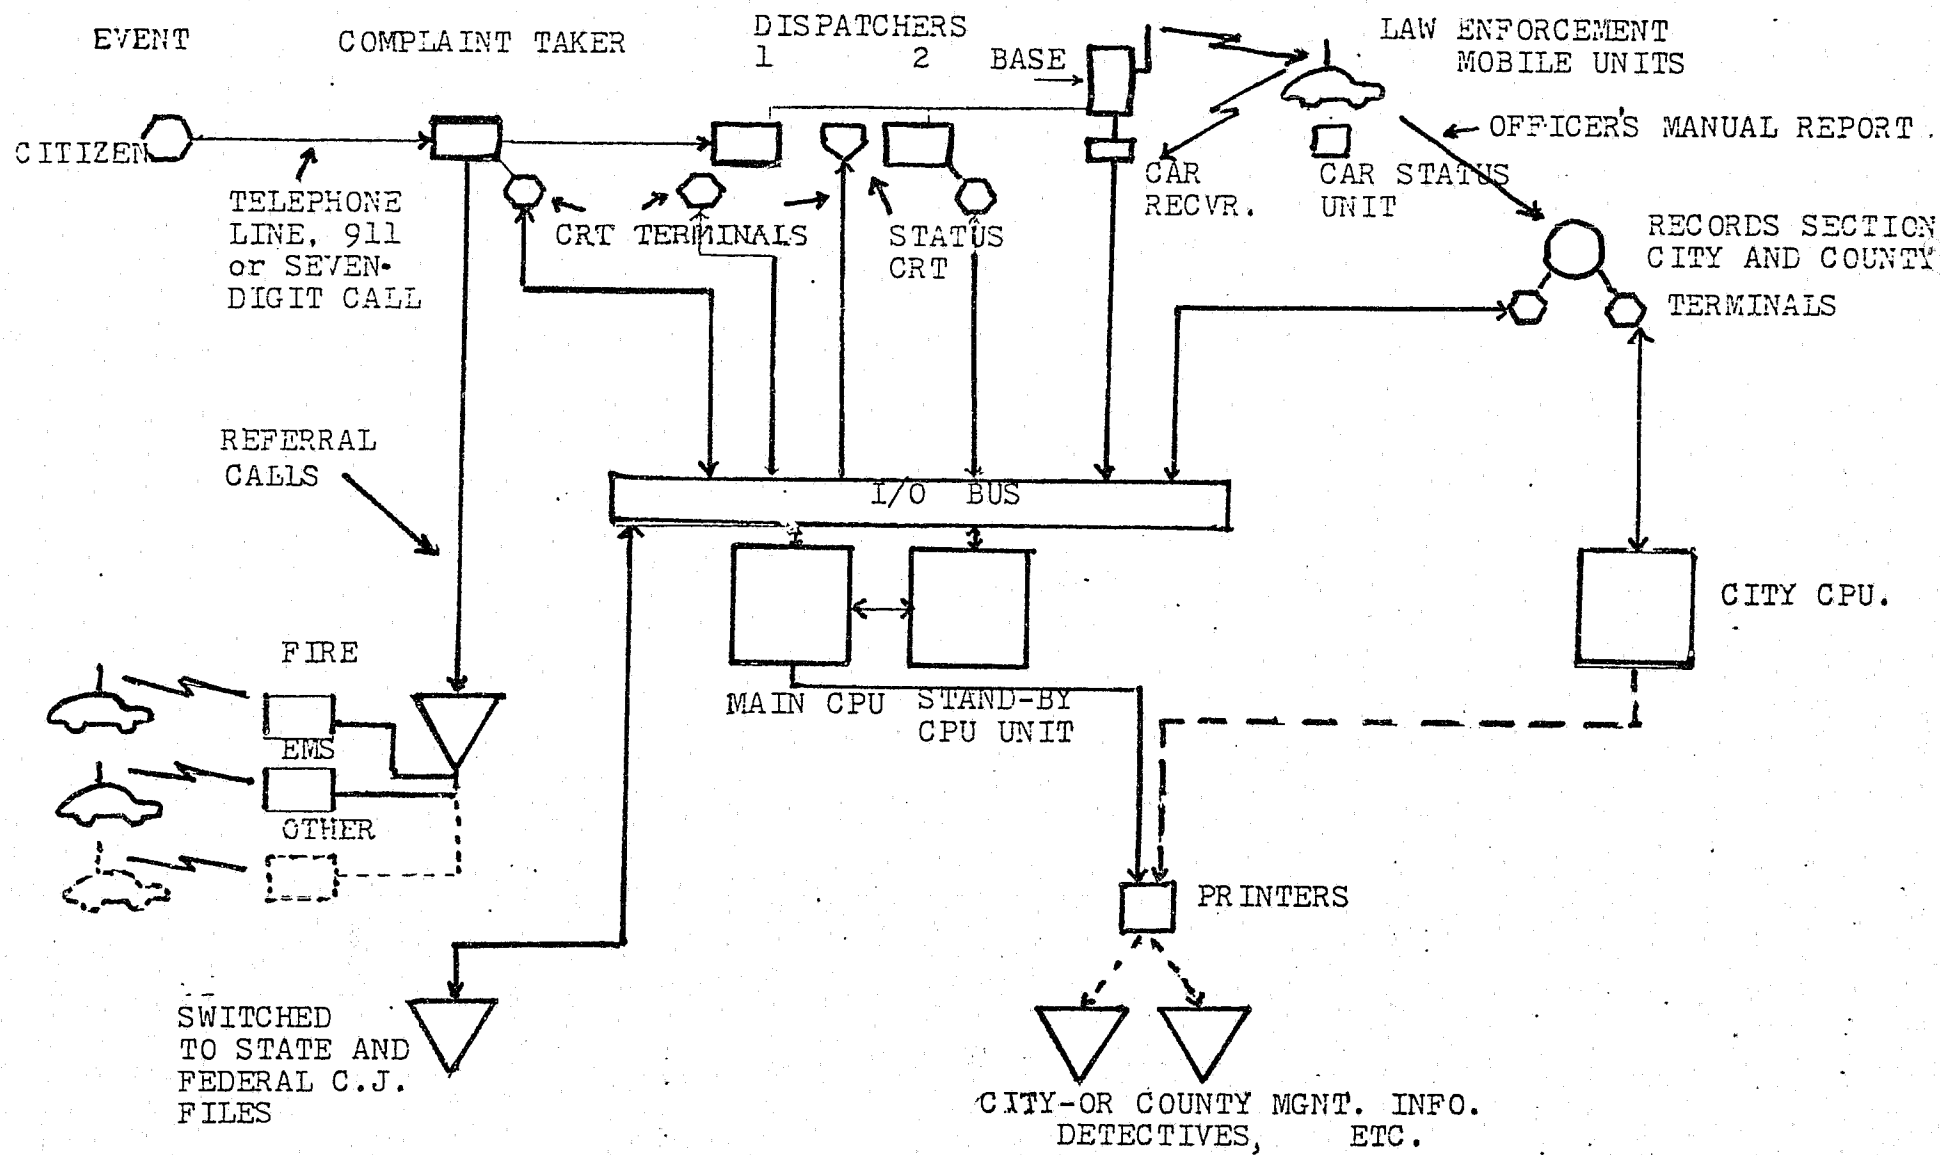 EVENT
COMPLAINT TAKER
DISPATCHERS
1 2
BASE
LAW ENFORCEMENT
MOBILE UNITS
OFFICER'S MANUAL REPORT.
CITIZEN
TELEPHONE
LINE, 911
or SEVEN-
DIGIT CALL
CRT TERMINALS
STATUS
CRT
CAR
RECVR.
CAR STATUS
UNIT
RECORDS SECTION
CITY AND COUNTY
TERMINALS
REFERRAL
CALLS
I/O BUS
CITY CPU.
MAIN CPU
STAND-BY
CPU UNIT
FIRE
EMS
OTHER
PRINTERS
SWITCHED
TO STATE AND
FEDERAL C.J.
FILES
CITY-OR COUNTY MGNT. INFO.
DETECTIVES, ETC.